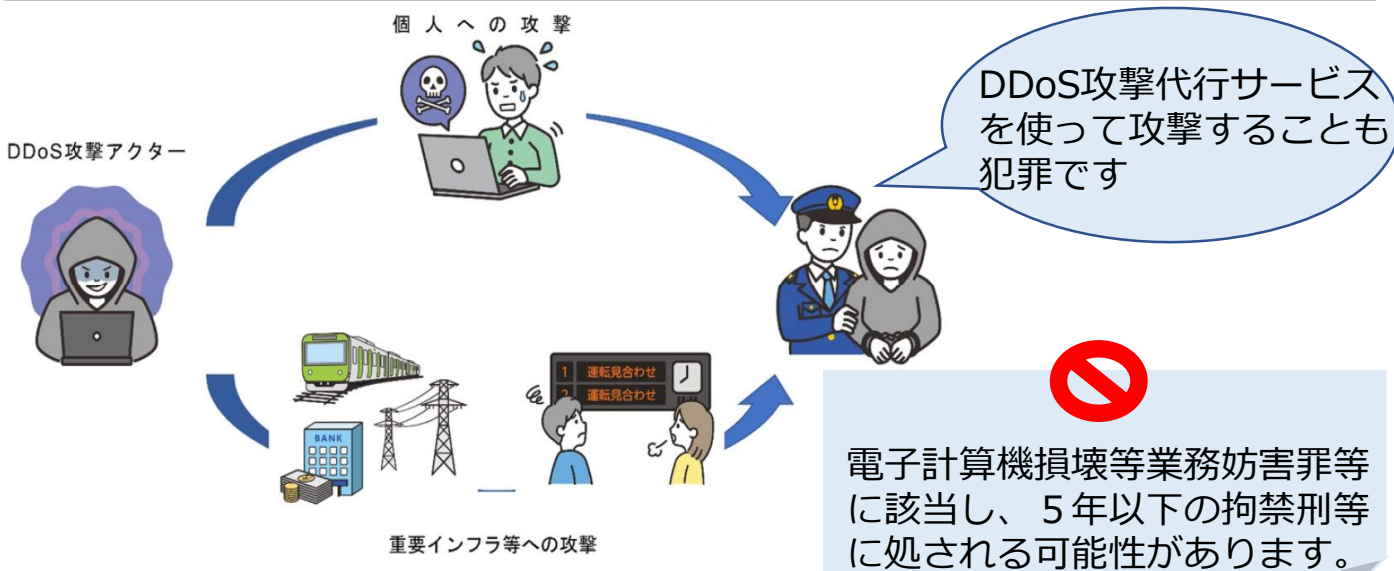 個人への攻撃
DDoS攻撃アクター
DDoS攻撃代行サービス
を使って攻撃することも
犯罪です
1 運転見合わせ
2 運転見合わせ
BANK
重要インフラ等への攻撃
電子計算機損壊等業務妨害罪等
に該当し、５年以下の拘禁刑等
に処される可能性があります。